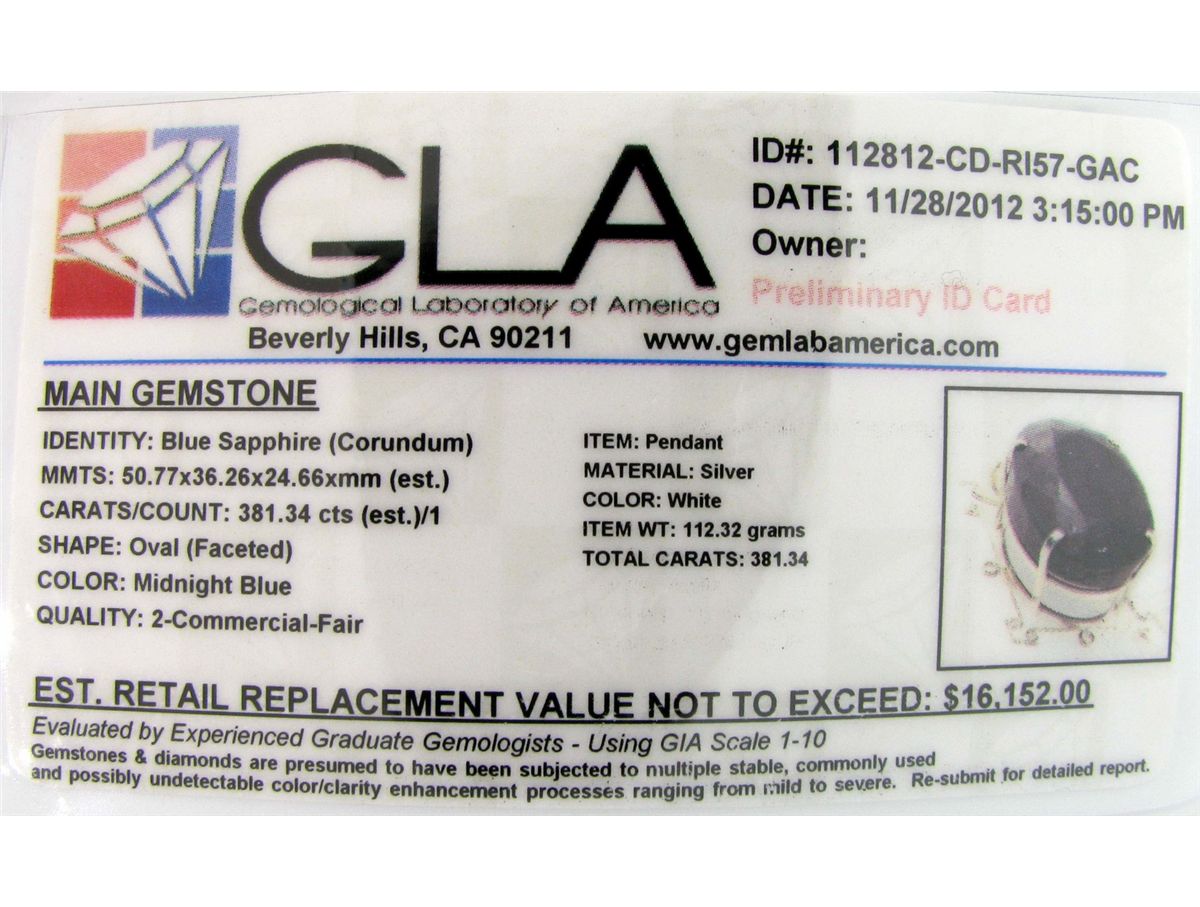 GLA
Gemological Laboratory of America
Beverly Hills, CA 90211 www.gemlabamerica.com
ID#: 112812-CD-RI57-GAC
DATE: 11/28/2012 3:15:00 PM
Owner:
Preliminary ID Card
MAIN GEMSTONE
IDENTITY: Blue Sapphire (Corundum)
MMTS: 50.77x36.26x24.66xmm (est.)
CARATS/COUNT: 381.34 cts (est.)/1
SHAPE: Oval (Faceted)
COLOR: Midnight Blue
QUALITY: 2-Commercial-Fair
ITEM: Pendant
MATERIAL: Silver
COLOR: White
ITEM WT: 112.32 grams
TOTAL CARATS: 381.34
EST. RETAIL REPLACEMENT VALUE NOT TO EXCEED: $16,152.00
Evaluated by Experienced Graduate Gemologists - Using GIA Scale 1-10
Gemstones & diamonds are presumed to have been subjected to multiple stable, commonly used
and possibly undetectable color/clarity enhancement processes ranging from mild to severe. Re-submit for detailed report.